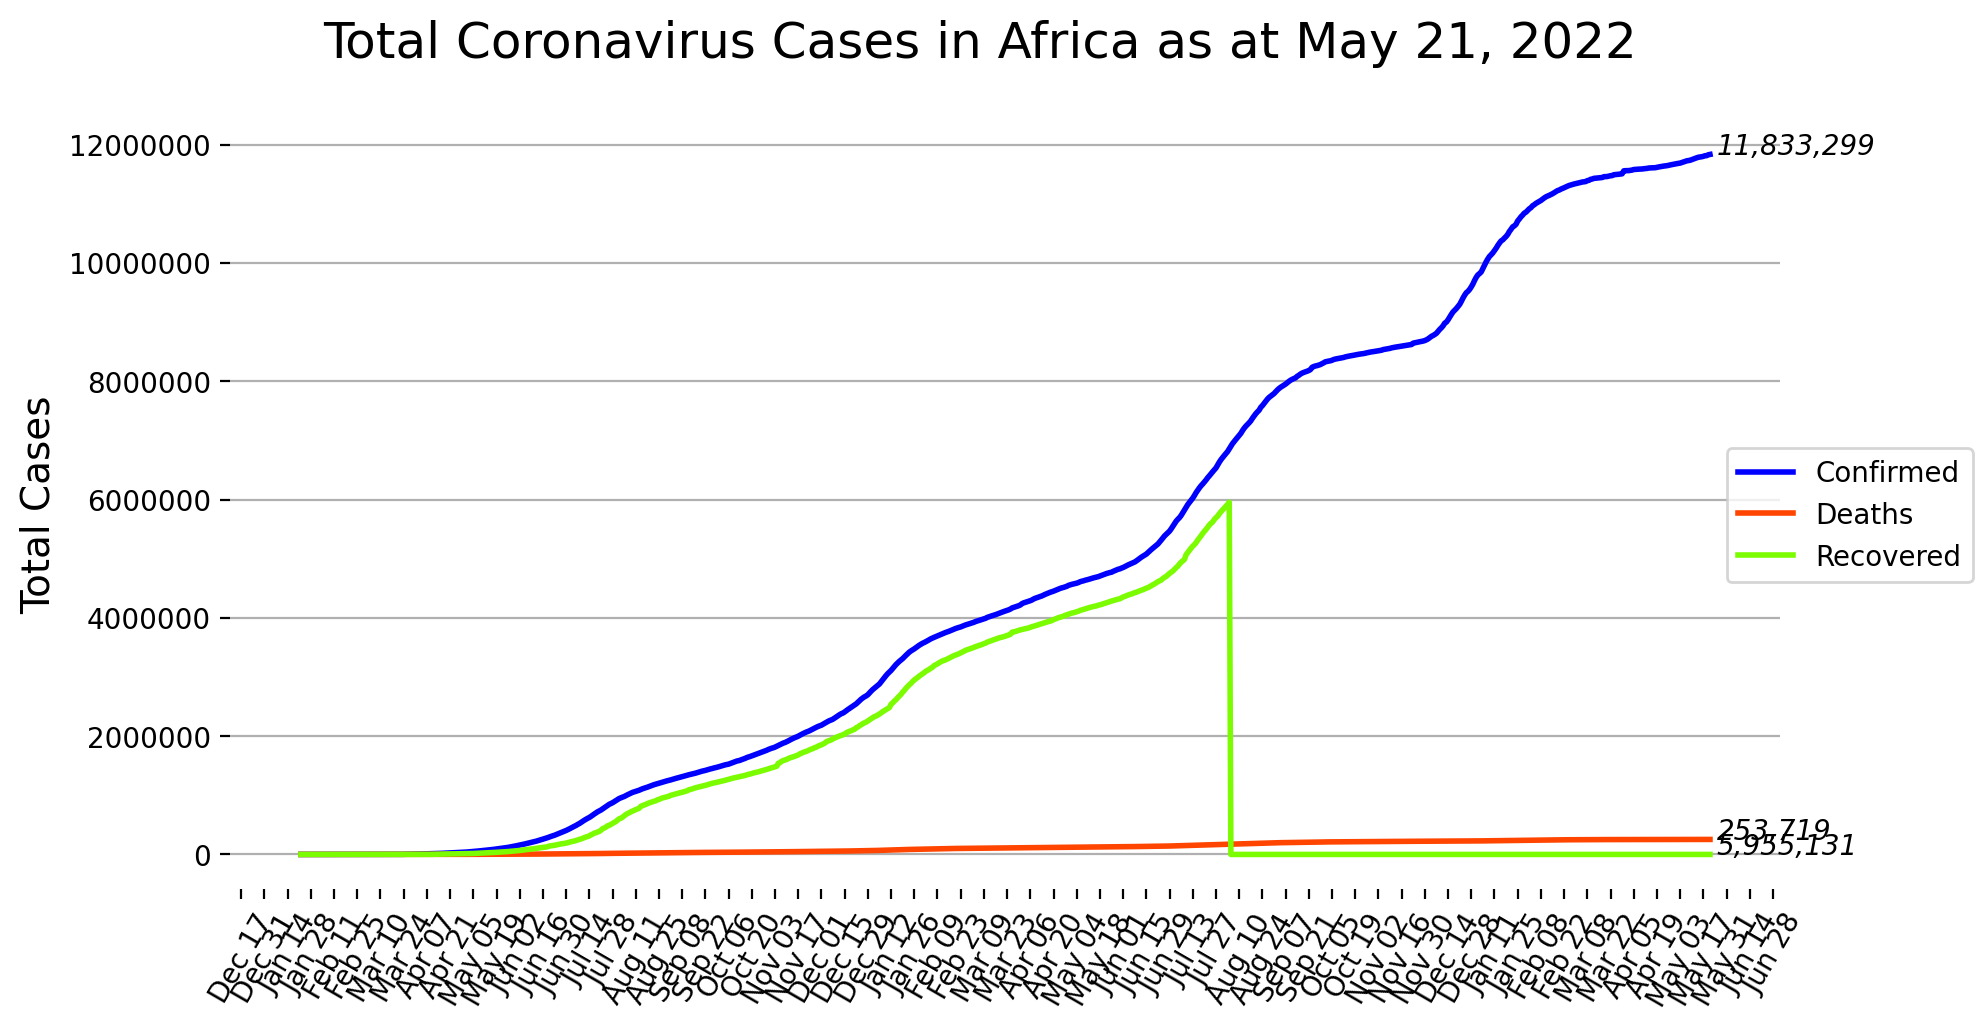 Total Coronavirus Cases in Africa as at May 21, 2022
Total Cases
12000000
10000000
8000000
6000000
4000000
2000000
0
11,833,299
253,719
5,955,131
Confirmed
Deaths
Recovered
Dec 17
Dec 31
Jan 14
Jan 28
Feb 11
Feb 25
Mar 10
Mar 24
Apr 07
Apr 21
May 05
May 19
Jun 02
Jun 16
Jun 30
Jul 14
Jul 28
Aug 11
Aug 25
Sep 08
Sep 22
Oct 06
Oct 20
Nov 03
Nov 17
Dec 01
Dec 15
Dec 29
Jan 12
Jan 26
Feb 09
Feb 23
Mar 09
Mar 23
Apr 06
Apr 20
May 04
May 18
Jun 01
Jun 15
Jun 29
Jul 13
Jul 27
Aug 10
Aug 24
Sep 07
Sep 21
Oct 05
Oct 19
Nov 02
Nov 16
Nov 30
Dec 14
Dec 28
Jan 11
Jan 25
Feb 08
Feb 22
Mar 08
Mar 22
Apr 05
Apr 19
May 03
May 17
May 31
Jun 14
Jun 28